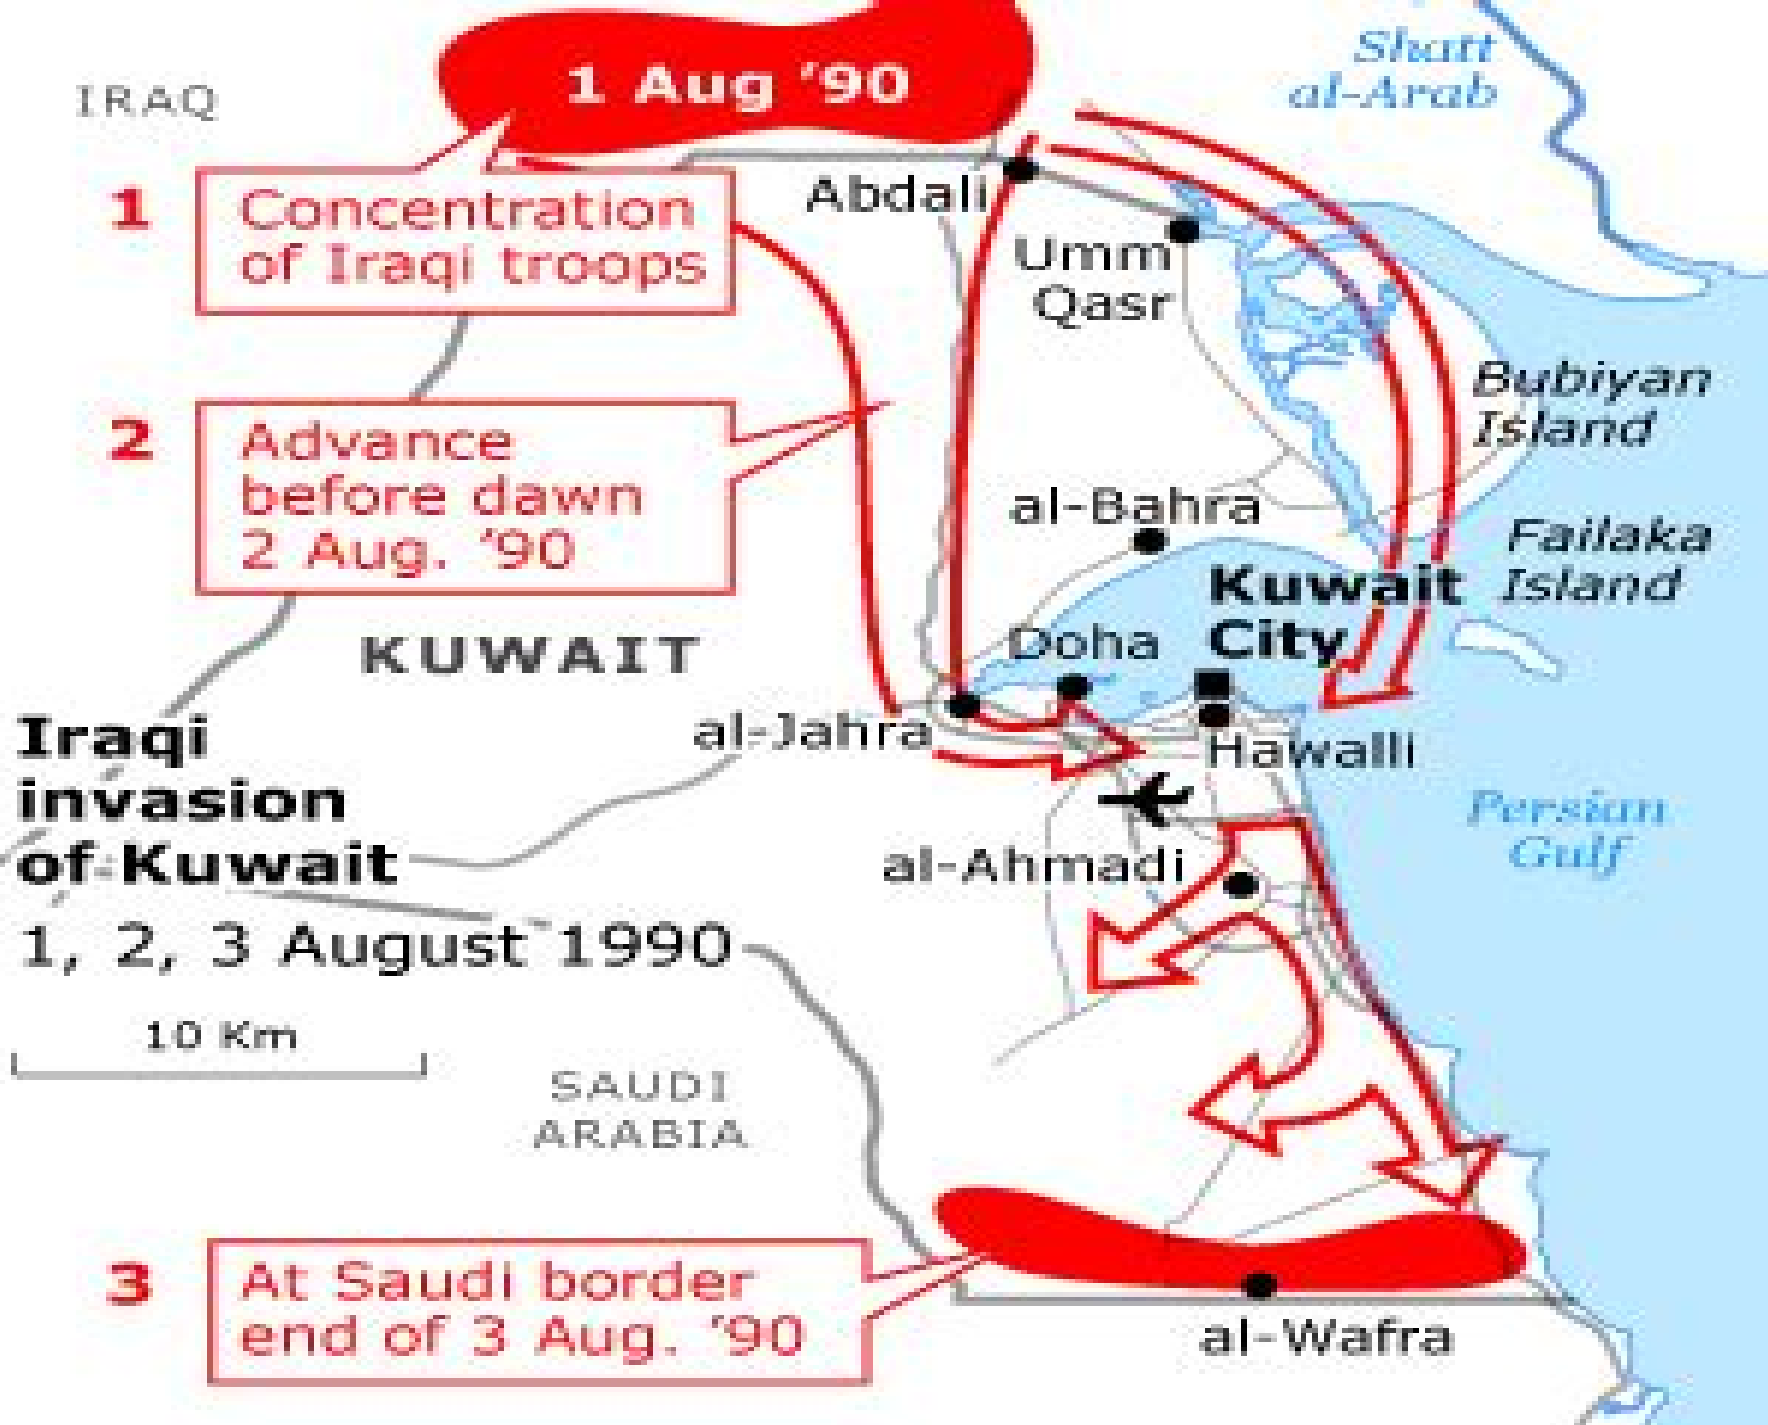 1 Aug '90
Shatt
al-Arab
IRAQ
1
Concentration
of Iraqi troops
Abdali
Umm
Qasr
2
Advance
before dawn
2 Aug. '90
Bubiyan
Island
al-Bahra
Failaka
Island
Kuwait
City
KUWAIT
Doha
al-Jahra
Hawalli
Iraqi
invasion
of Kuwait
1, 2, 3 August 1990
Persian
Gulf
al-Ahmadi
10 Km
SAUDI
ARABIA
3
At Saudi border
end of 3 Aug. '90
al-Wafra